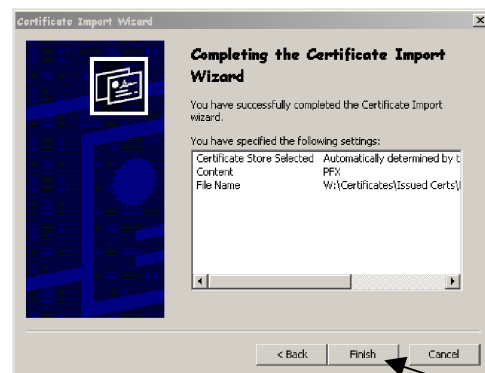 Certificate Import Wizard
Completing the Certificate Import
Wizard
You have successfully completed the Certificate Import
wizard.
You have specified the following settings:
Certificate Store Selected Automatically determined by t
Content PFX
File Name W:\Certificates\Issued Certs\
< Back Finish Cancel